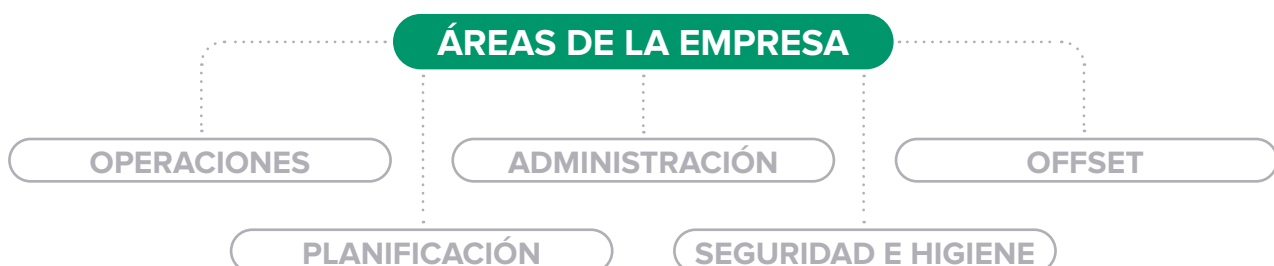 ÁREAS DE LA EMPRESA
OPERACIONES
ADMINISTRACIÓN
OFFSET
PLANIFICACIÓN
SEGURIDAD E HIGIENE